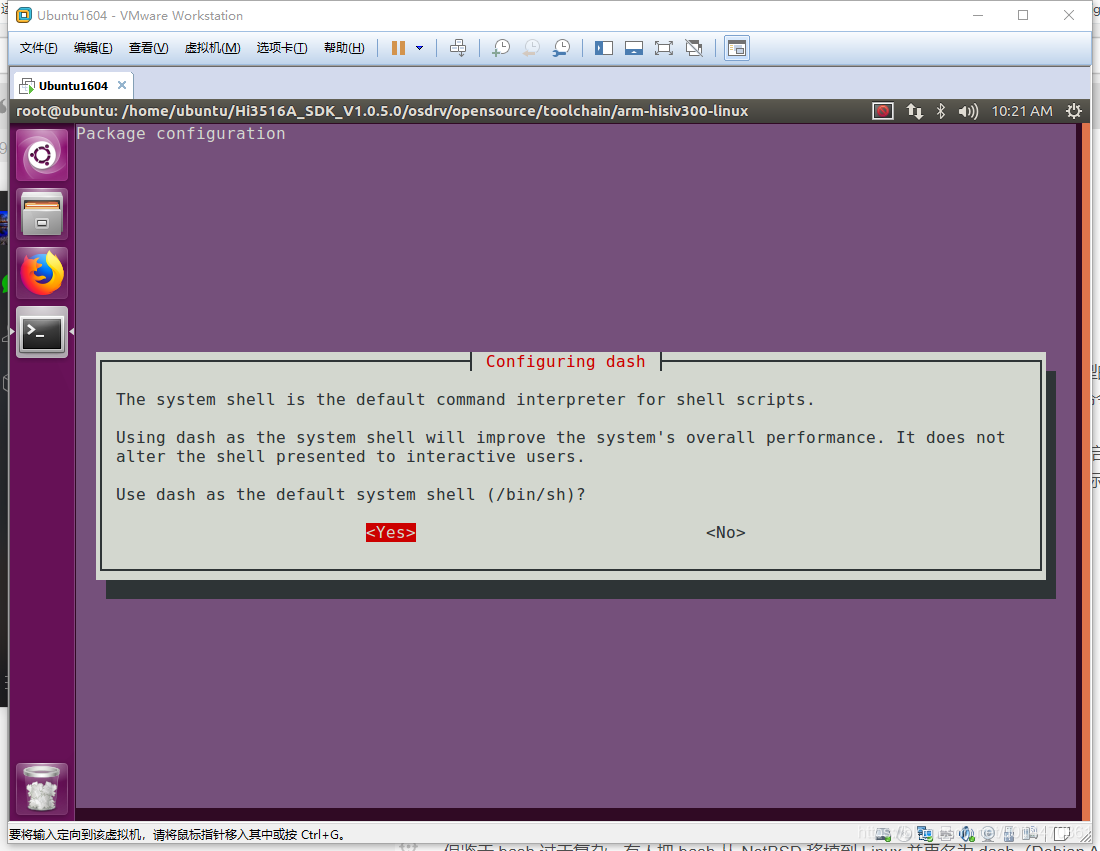 Ubuntu1604 - VMware Workstation
文件(F) 编辑(E) 查看(V) 虚拟机(M) 选项卡(T) 帮助(H)
Ubuntu1604
root@ubuntu: /home/ubuntu/Hi3516A_SDK_V1.0.5.0/osdrv/opensource/toolchain/arm-hisiv300-linux 10:21 AM
Package configuration
Configuring dash
The system shell is the default command interpreter for shell scripts.
Using dash as the system shell will improve the system's overall performance. It does not
alter the shell presented to interactive users.
Use dash as the default system shell (/bin/sh)?
<Yes> <No>
要将输入定向到该虚拟机，请将鼠标指针移入其中或按 Ctrl+G。